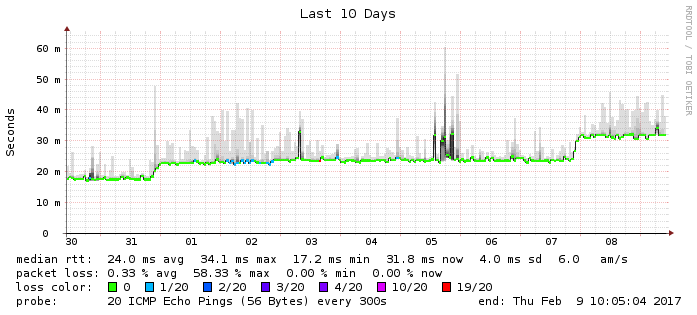 Last 10 Days
RRDTOOL / TOBI OETIKER
Seconds
60 m
50 m
40 m
30 m
20 m
10 m
0
30 31 01 02 03 04 05 06 07 08
median rtt: 24.0 ms avg 34.1 ms max 17.2 ms min 31.8 ms now 4.0 ms sd 6.0 am/s
packet loss: 0.33 % avg 58.33 % max 0.00 % min 0.00 % now
loss color: 0 1/20 2/20 3/20 4/20 10/20 19/20
probe: 20 ICMP Echo Pings (56 Bytes) every 300s end: Thu Feb 9 10:05:04 2017